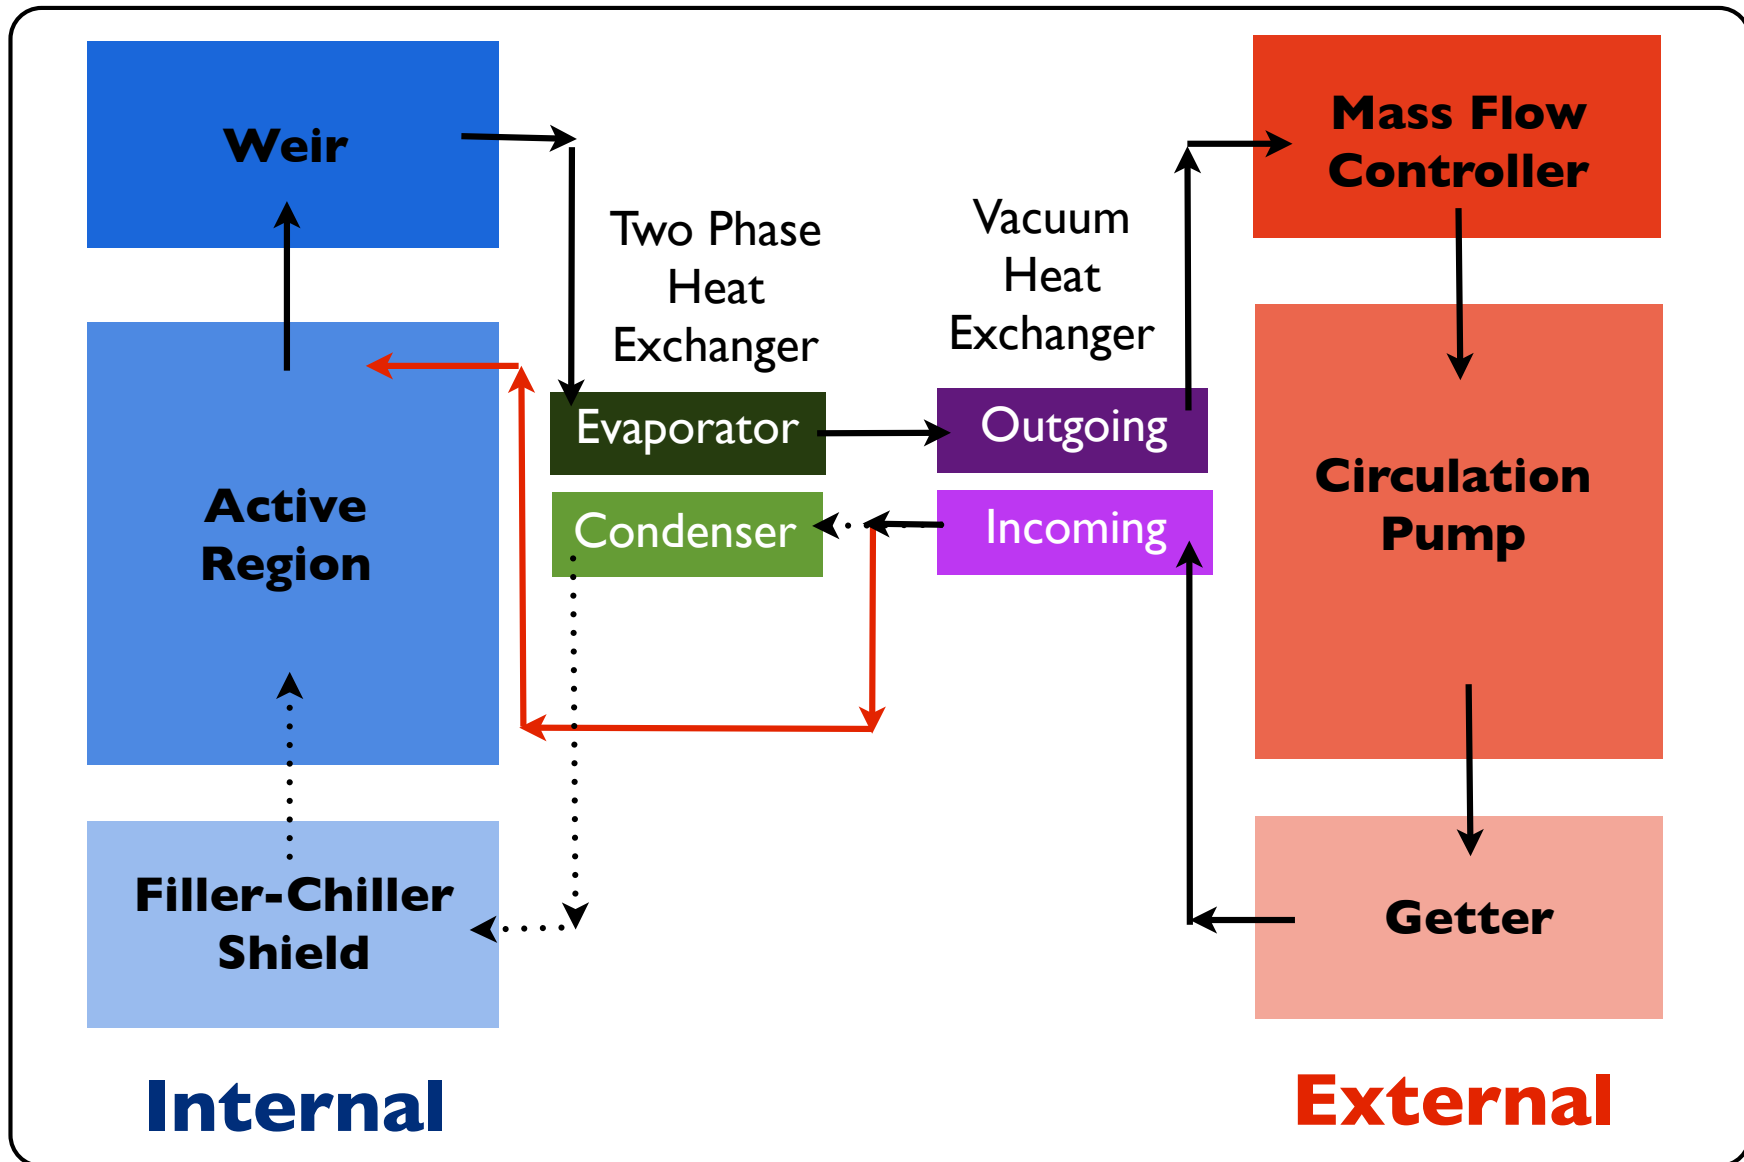 Weir
Mass Flow
Controller
Two Phase
Heat
Exchanger
Vacuum
Heat
Exchanger
Evaporator
Outgoing
Condenser
Incoming
Active
Region
Circulation
Pump
Filler-Chiller
Shield
Getter
Internal
External